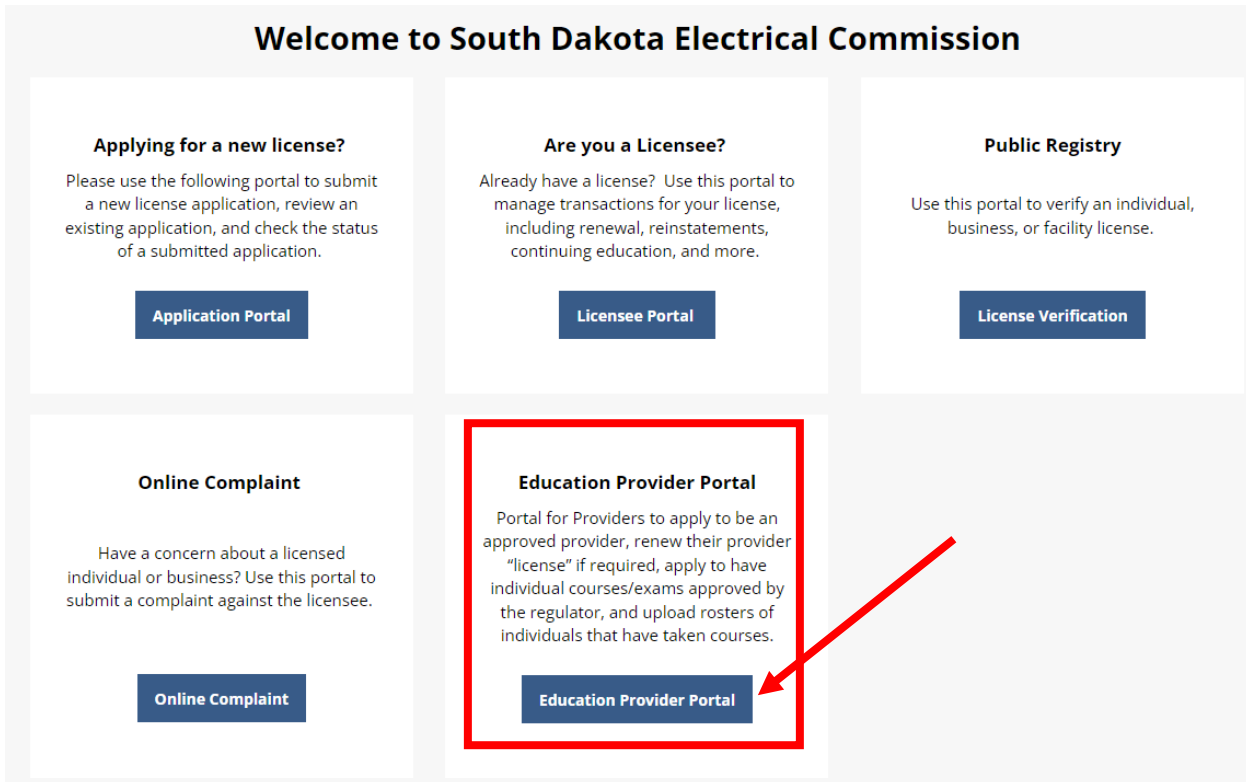 Welcome to South Dakota Electrical Commission
Applying for a new license?
Please use the following portal to submit
a new license application, review an
existing application, and check the status
of a submitted application.
Application Portal
Are you a Licensee?
Already have a license?  Use this portal to
manage transactions for your license,
including renewal, reinstatements,
continuing education, and more.
Licensee Portal
Public Registry
Use this portal to verify an individual,
business, or facility license.
License Verification
Online Complaint
Have a concern about a licensed
individual or business? Use this portal to
submit a complaint against the licensee.
Online Complaint
Education Provider Portal
Portal for Providers to apply to be an
approved provider, renew their provider
“license” if required, apply to have
individual courses/exams approved by
the regulator, and upload rosters of
individuals that have taken courses.
Education Provider Portal